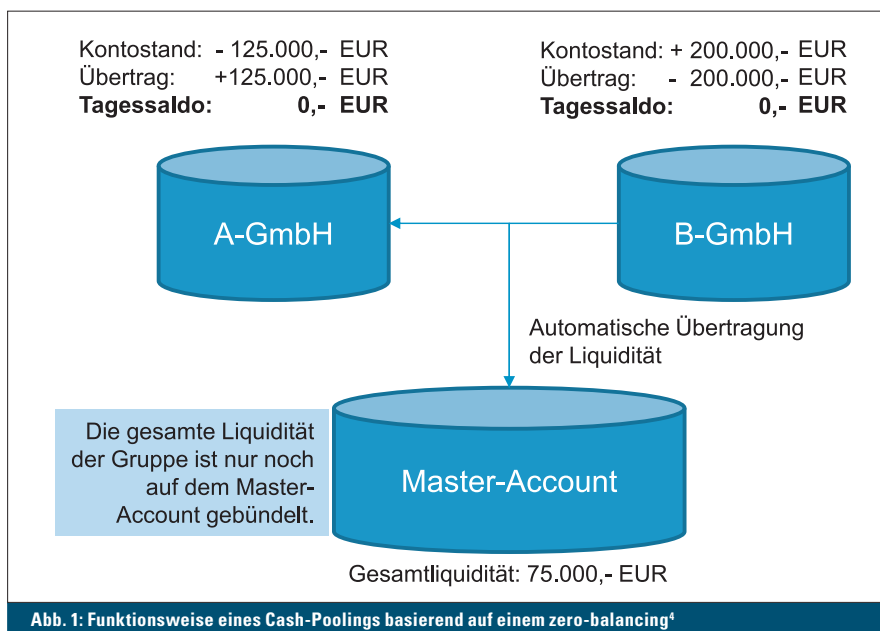 Kontostand: - 125.000,- EUR
Übertrag: +125.000,- EUR
Tagessaldo: 0,- EUR
Kontostand: + 200.000,- EUR
Übertrag: - 200.000,- EUR
Tagessaldo: 0,- EUR
A-GmbH
B-GmbH
Automatische Übertragung
der Liquidität
Die gesamte Liquidität
der Gruppe ist nur noch
auf dem Master-
Account gebündelt.
Master-Account
Gesamtliquidität: 75.000,- EUR
Abb. 1: Funktionsweise eines Cash-Poolings basierend auf einem zero-balancing⁴